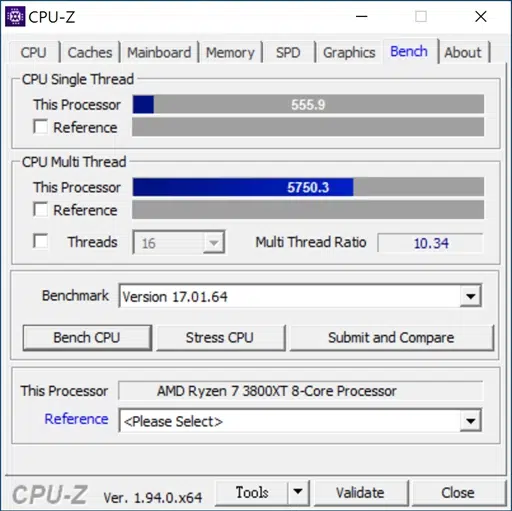 CPU-Z
CPU Caches Mainboard Memory SPD Graphics Bench About
CPU Single Thread
This Processor 555.9
Reference
CPU Multi Thread
This Processor 5750.3
Reference
Threads 16 Multi Thread Ratio 10.34
Benchmark Version 17.01.64
Bench CPU Stress CPU Submit and Compare
This Processor AMD Ryzen 7 3800XT 8-Core Processor
Reference <Please Select>
CPU-Z Ver. 1.94.0.x64 Tools Validate Close